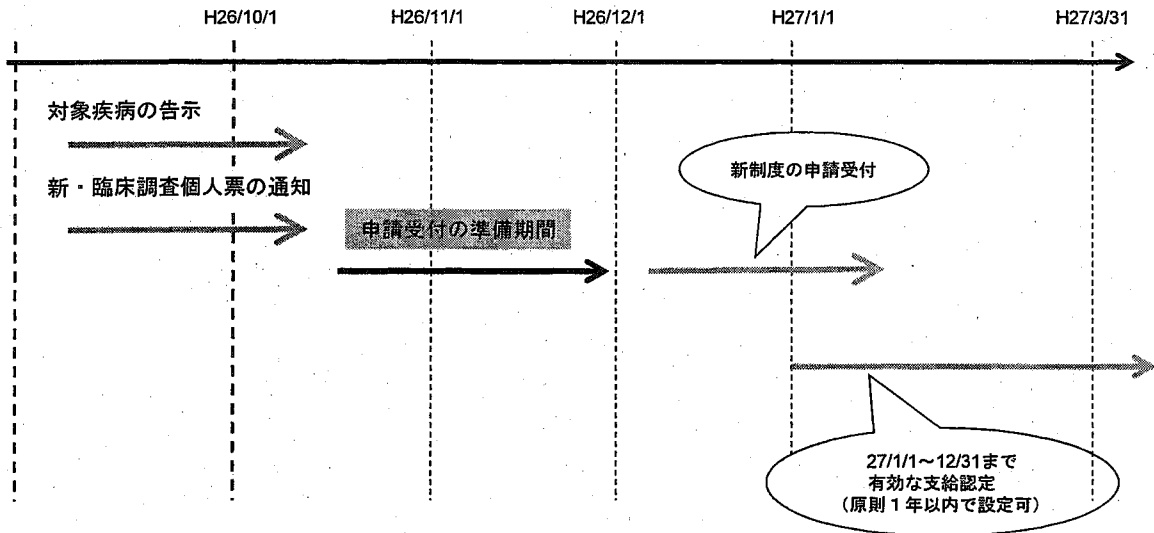 H26/10/1
H26/11/1
H26/12/1
H27/1/1
H27/3/31
対象疾病の告示
新・臨床調査個人票の通知
申請受付の準備期間
新制度の申請受付
27/1/1～12/31まで
有効な支給認定
（原則１年以内で設定可）